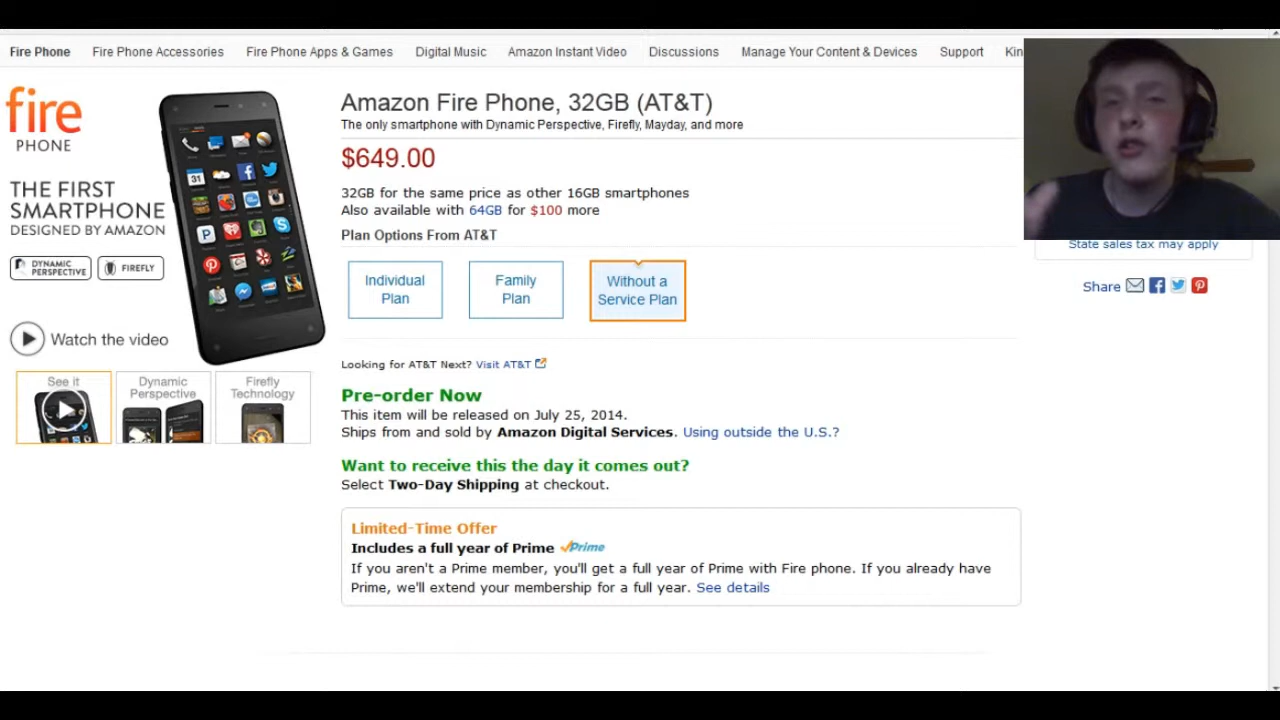 Fire Phone Fire Phone Accessories Fire Phone Apps & Games Digital Music Amazon Instant Video Discussions Manage Your Content & Devices Support Kin
fire
PHONE
THE FIRST
SMARTPHONE
DESIGNED BY AMAZON
DYNAMIC
PERSPECTIVE
FIREFLY
Watch the video
See it
Dynamic
Perspective
Firefly
Technology
Amazon Fire Phone, 32GB (AT&T)
The only smartphone with Dynamic Perspective, Firefly, Mayday, and more
$649.00
32GB for the same price as other 16GB smartphones
Also available with 64GB for $100 more
Plan Options From AT&T
Individual
Plan
Family
Plan
Without a
Service Plan
Looking for AT&T Next? Visit AT&T
Pre-order Now
This item will be released on July 25, 2014.
Ships from and sold by Amazon Digital Services. Using outside the U.S.?
Want to receive this the day it comes out?
Select Two-Day Shipping at checkout.
Limited-Time Offer
Includes a full year of Prime Prime
If you aren't a Prime member, you'll get a full year of Prime with Fire phone. If you already have
Prime, we'll extend your membership for a full year. See details
State sales tax may apply
Share